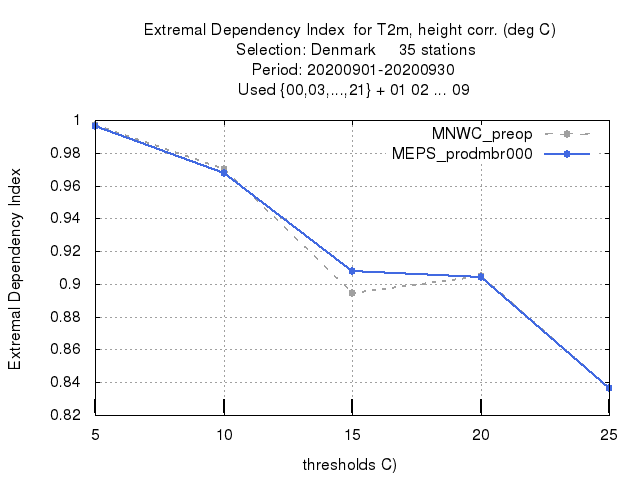 Extremal Dependency Index  for T2m, height corr. (deg C)
Selection: Denmark     35 stations
Period: 20200901-20200930
Used {00,03,...,21} + 01 02 ... 09
MNWC_preop
MEPS_prodmbr000
Extremal Dependency Index
1
0.98
0.96
0.94
0.92
0.9
0.88
0.86
0.84
0.82
5
10
15
20
25
thresholds C)